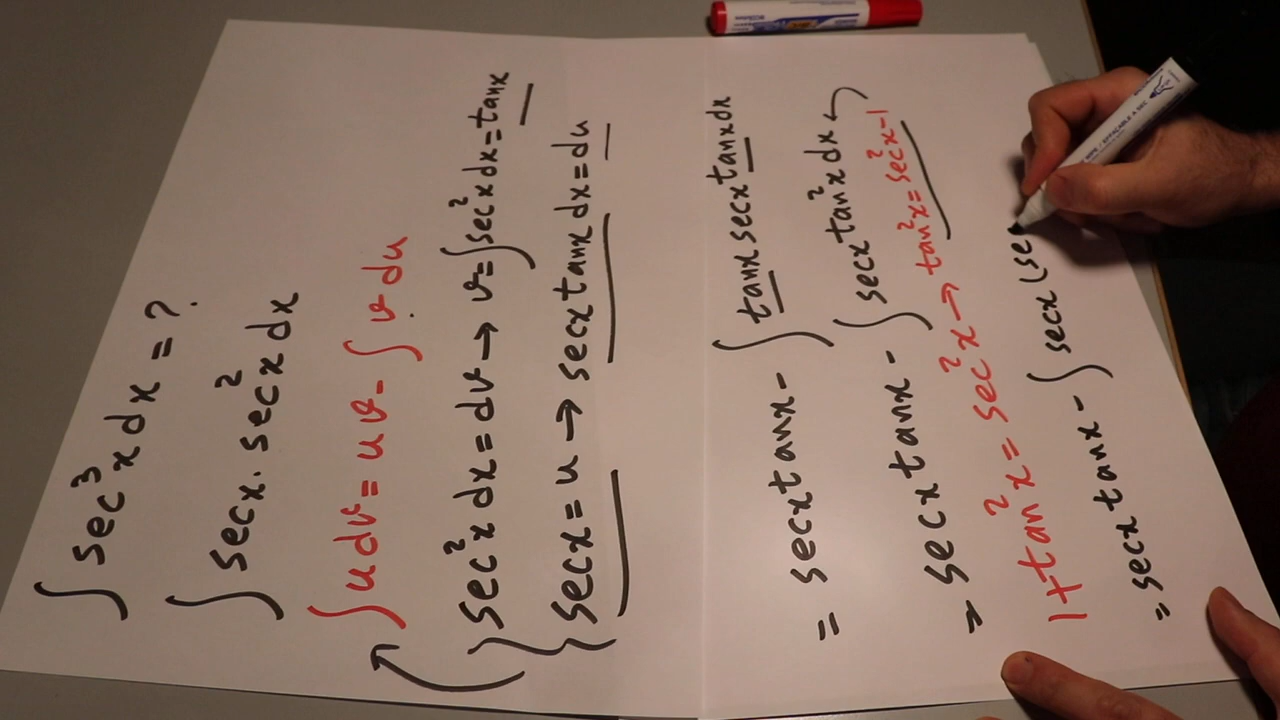 ∫ sec³x dx = ?
∫ secx · sec²x dx
∫ u dv = uv - ∫ v du
sec²x dx = dv → v = ∫ sec²x dx = tanx
secx = u → secx tanx dx = du
= secx tanx - ∫ tanx secx tanx dx
= secx tanx - ∫ secx tan²x dx
1 + tan²x = sec²x → tan²x = sec²x - 1
= secx tanx - ∫ secx (se